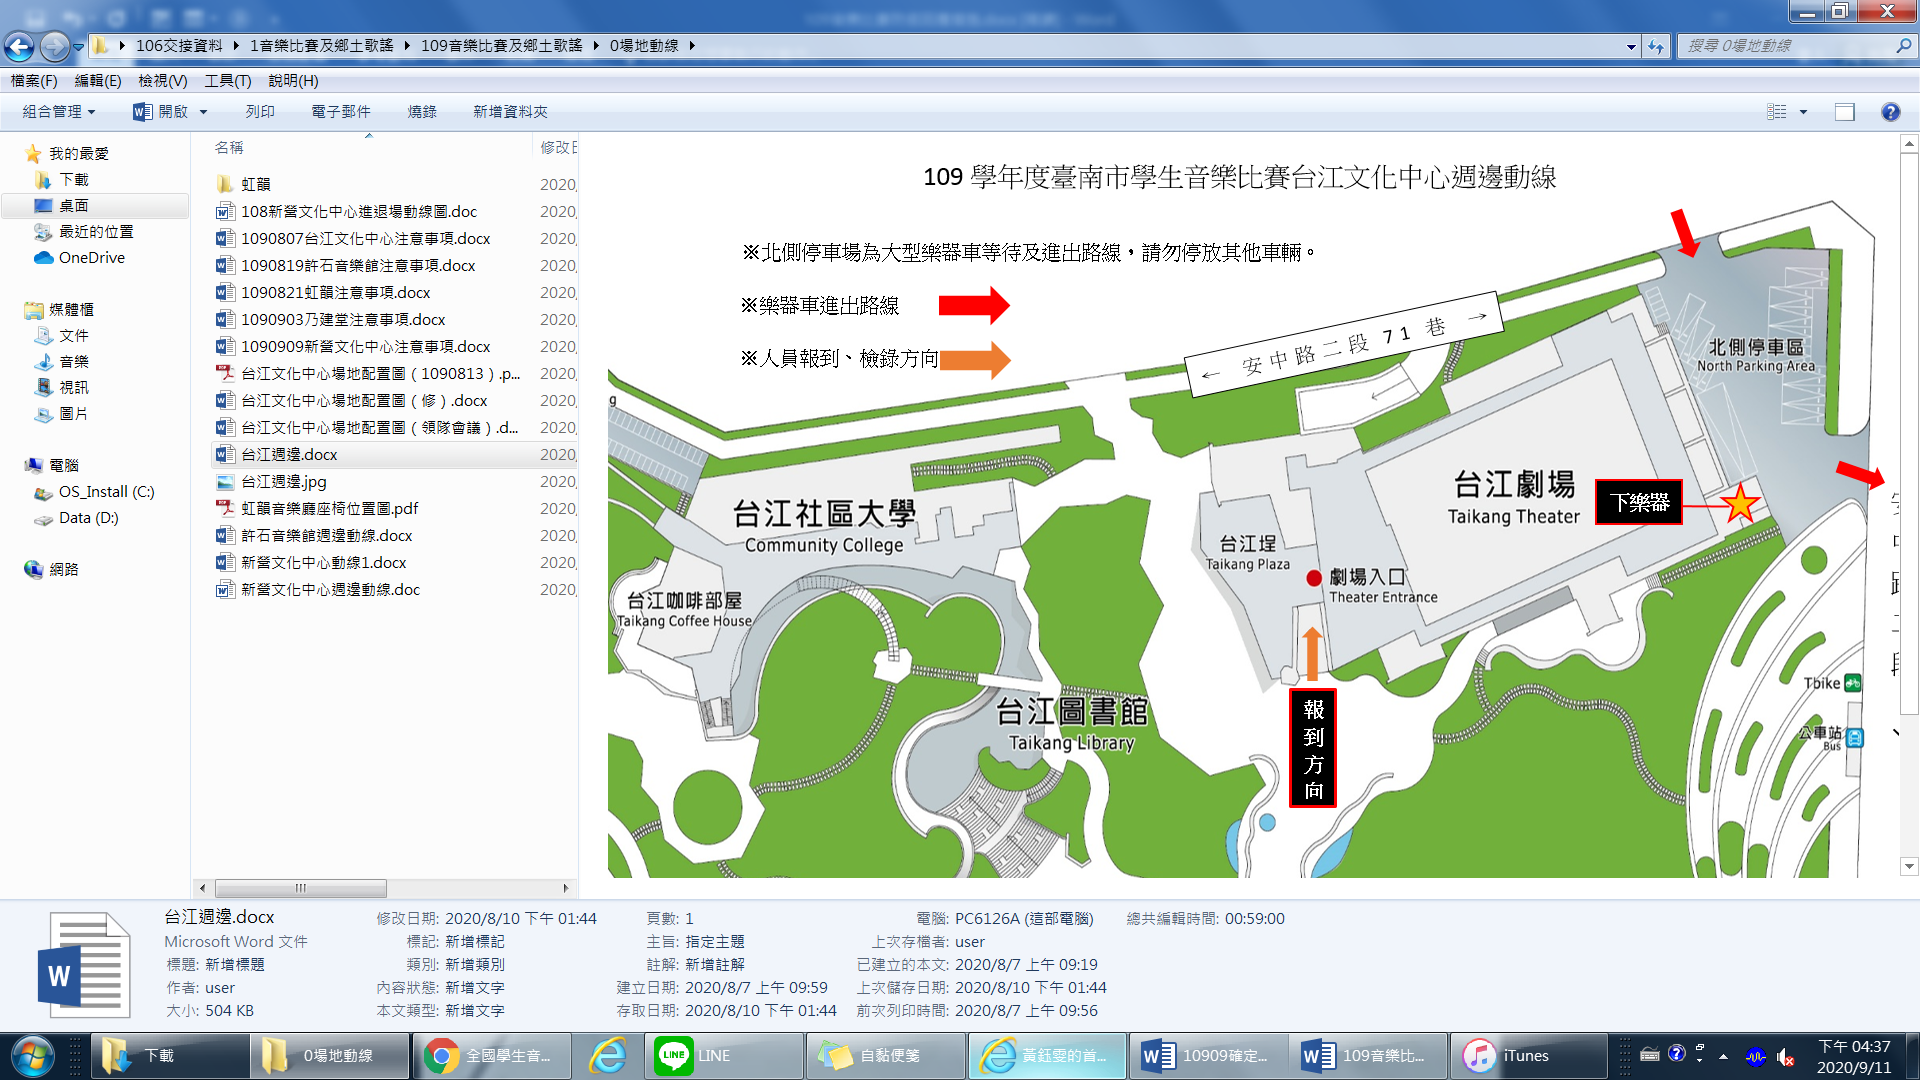 106交接資料 ▸ 1音樂比賽及鄉土歌謠 ▸ 109音樂比賽及鄉土歌謠 ▸ 0場地動線
搜尋 0場地動線
檔案(F) 編輯(E) 檢視(V) 工具(T) 說明(H)
組合管理 開啟 列印 電子郵件 燒錄 新增資料夾
我的最愛
下載
桌面
最近的位置
OneDrive
媒體櫃
文件
音樂
視訊
圖片
電腦
OS_Install (C:)
Data (D:)
網路
名稱 修改日
虹韻 2020/
108新營文化中心進退場動線圖.doc 2020/
1090807台江文化中心注意事項.docx 2020/
1090819許石音樂館注意事項.docx 2020/
1090821虹韻注意事項.docx 2020/
1090903乃建堂注意事項.docx 2020/
1090909新營文化中心注意事項.docx 2020/
台江文化中心場地配置圖（1090813）.p... 2020/
台江文化中心場地配置圖（修）.docx 2020/
台江文化中心場地配置圖（領隊會議）.d... 2020/
台江週邊.docx 2020/
台江週邊.jpg 2020/
虹韻音樂廳座椅位置圖.pdf 2020/
許石音樂館週邊動線.docx 2020/
新營文化中心動線1.docx 2020/
新營文化中心週邊動線.doc 2020/
109 學年度臺南市學生音樂比賽台江文化中心週邊動線
※北側停車場為大型樂器車等待及進出路線，請勿停放其他車輛。
※樂器車進出路線
※人員報到、檢錄方向
← 安中路二段 71 巷 →
北側停車區
North Parking Area
台江劇場
Taikang Theater
下樂器
台江社區大學
Community College
台江埕
Taikang Plaza
劇場入口
Theater Entrance
台江咖啡部屋
Taikang Coffee House
台江圖書館
Taikang Library
報到方向
Tbike
公車站
Bus
台江週邊.docx
Microsoft Word 文件
標題: 新增標題
作者: user
大小: 504 KB
修改日期: 2020/8/10 下午 01:44
標記: 新增標記
類別: 新增類別
內容狀態: 新增文字
本文類型: 新增文字
頁數: 1
主旨: 指定主題
註解: 新增註解
建立日期: 2020/8/7 上午 09:59
存取日期: 2020/8/10 下午 01:44
電腦: PC6126A (這部電腦)
上次存檔者: user
已建立的本文: 2020/8/7 上午 09:19
上次儲存日期: 2020/8/10 下午 01:44
前次列印時間: 2020/8/7 上午 09:56
總共編輯時間: 00:59:00
下載 0場地動線 全國學生音... LINE 自黏便箋 黃鈺雯的首... 10909確定... 109音樂比... iTunes
下午 04:37
2020/9/11